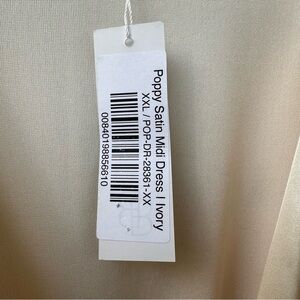 Poppy Satin Midi Dress | Ivory
XXL / POP-DR-28361-XX
00840198856610